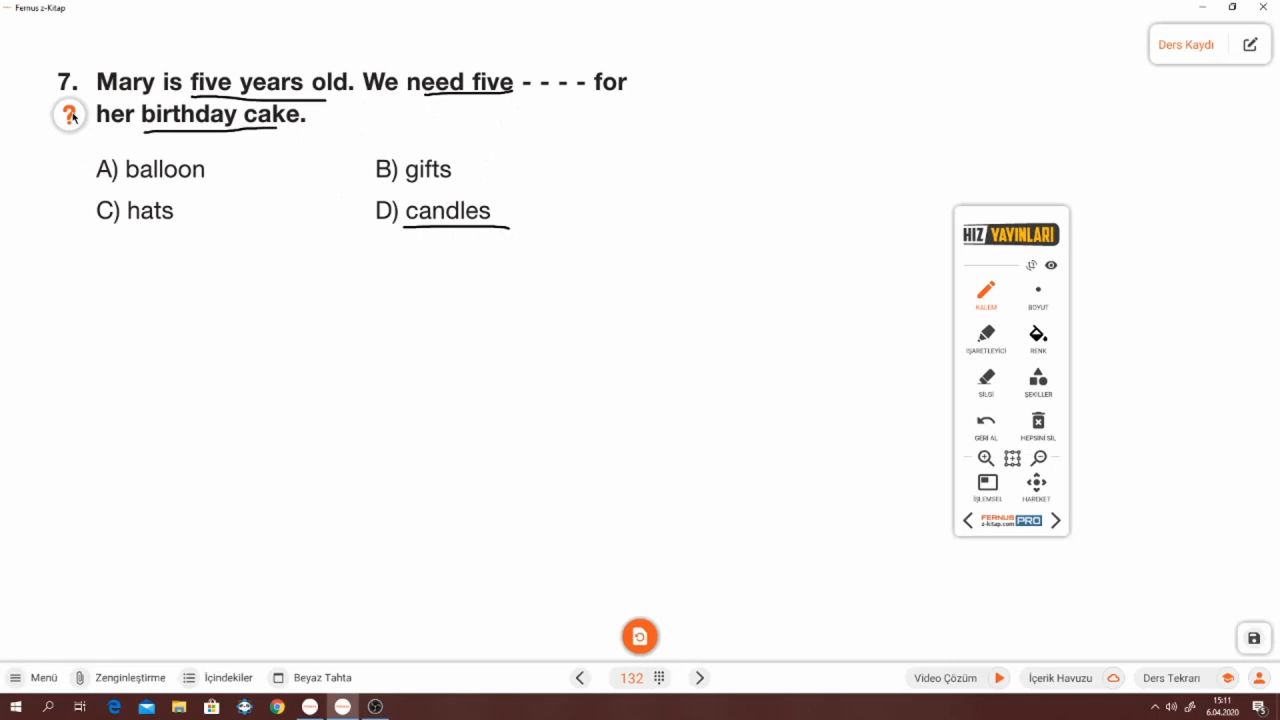 Fernus z-Kitap
Ders Kaydı
7. Mary is five years old. We need five - - - - for
her birthday cake.
A) balloon B) gifts
C) hats D) candles
HIZ YAYINLARI
KALEM BOYUT
İŞARETLEYİCİ RENK
SİLGİ ŞEKİLLER
GERİ AL HEPSİNİ SİL
İŞLEMSEL HAREKET
FERNUS
z-kitap.com PRO
Menü Zenginleştirme İçindekiler Beyaz Tahta 132 Video Çözüm İçerik Havuzu Ders Tekrarı
15:11
6.04.2020
5